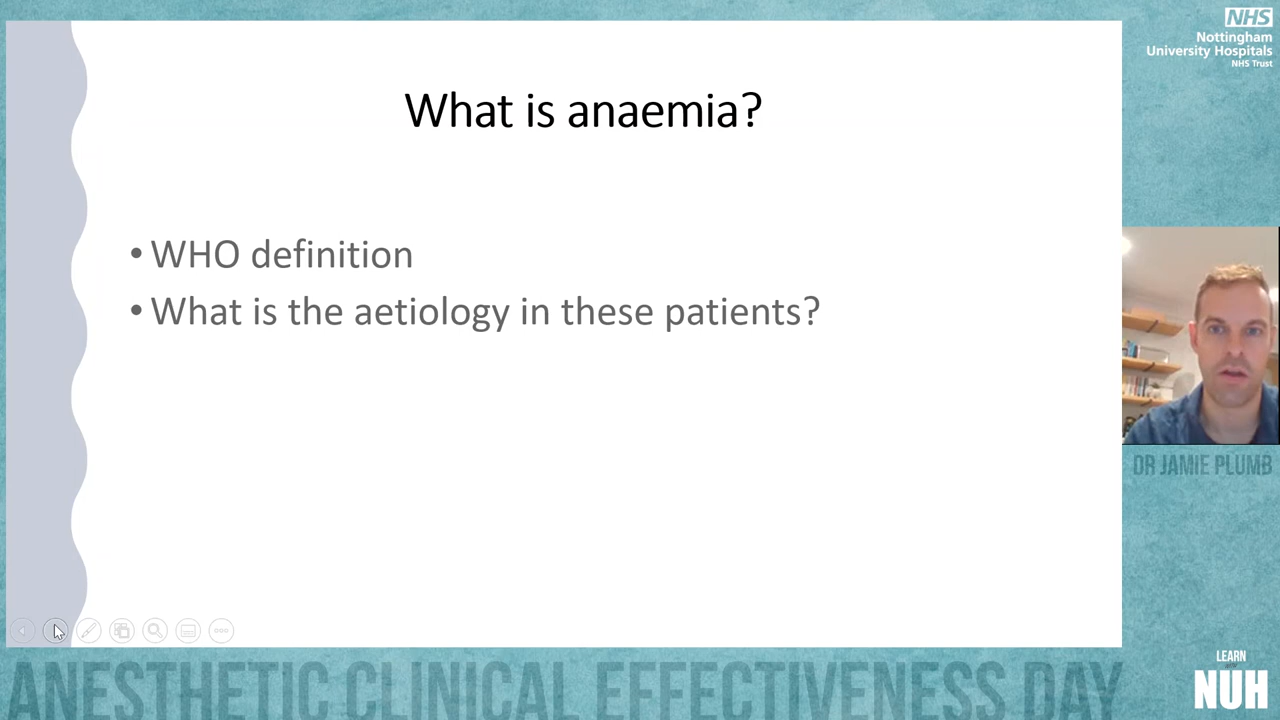 NHS
Nottingham
University Hospitals
NHS Trust
What is anaemia?
• WHO definition
• What is the aetiology in these patients?
DR JAMIE PLUMB
ANESTHETIC CLINICAL EFFECTIVENESS DAY
LEARN
NUH